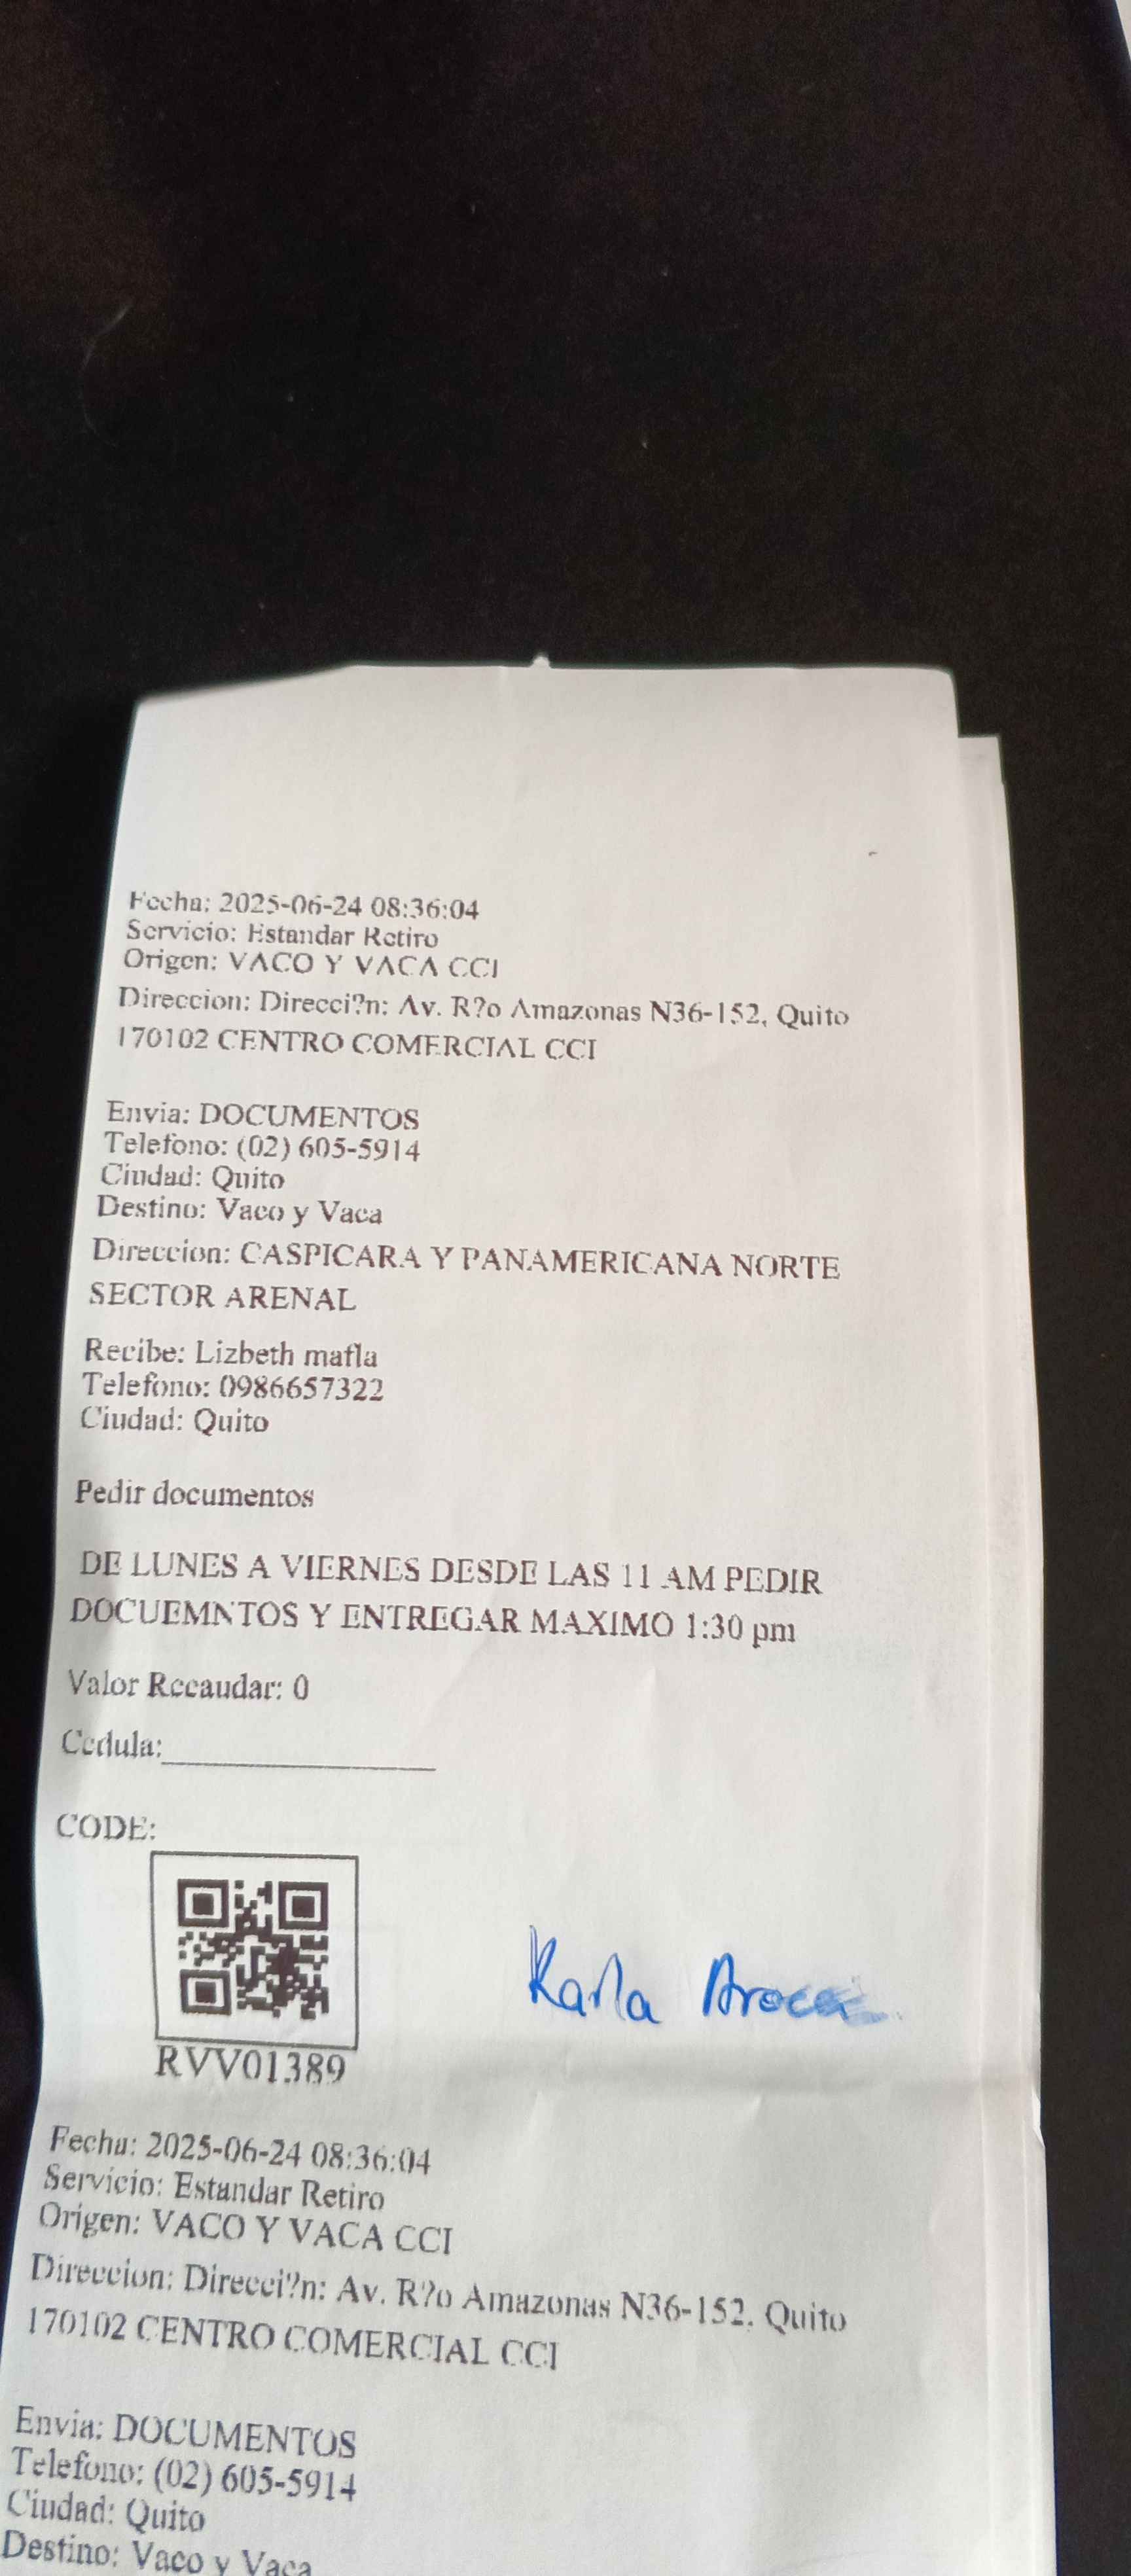 Fecha: 2025-06-24 08:36:04
Servicio: Estandar Retiro
Origen: VACO Y VACA CCI
Direccion: Direcci?n: Av. R?o Amazonas N36-152, Quito
170102 CENTRO COMERCIAL CCI
Envia: DOCUMENTOS
Telefono: (02) 605-5914
Ciudad: Quito
Destino: Vaco y Vaca
Direccion: CASPICARA Y PANAMERICANA NORTE
SECTOR ARENAL
Recibe: Lizbeth mafla
Telefono: 0986657322
Ciudad: Quito
Pedir documentos
DE LUNES A VIERNES DESDE LAS 11 AM PEDIR
DOCUEMNTOS Y ENTREGAR MAXIMO 1:30 pm
Valor Recaudar: 0
Cedula:
CODE:
Karla Aroca
RVV01389
Fecha: 2025-06-24 08:36:04
Servicio: Estandar Retiro
Origen: VACO Y VACA CCI
Direccion: Direcci?n: Av. R?o Amazonas N36-152, Quito
170102 CENTRO COMERCIAL CCI
Envia: DOCUMENTOS
Telefono: (02) 605-5914
Ciudad: Quito
Destino: Vaco y Vaca